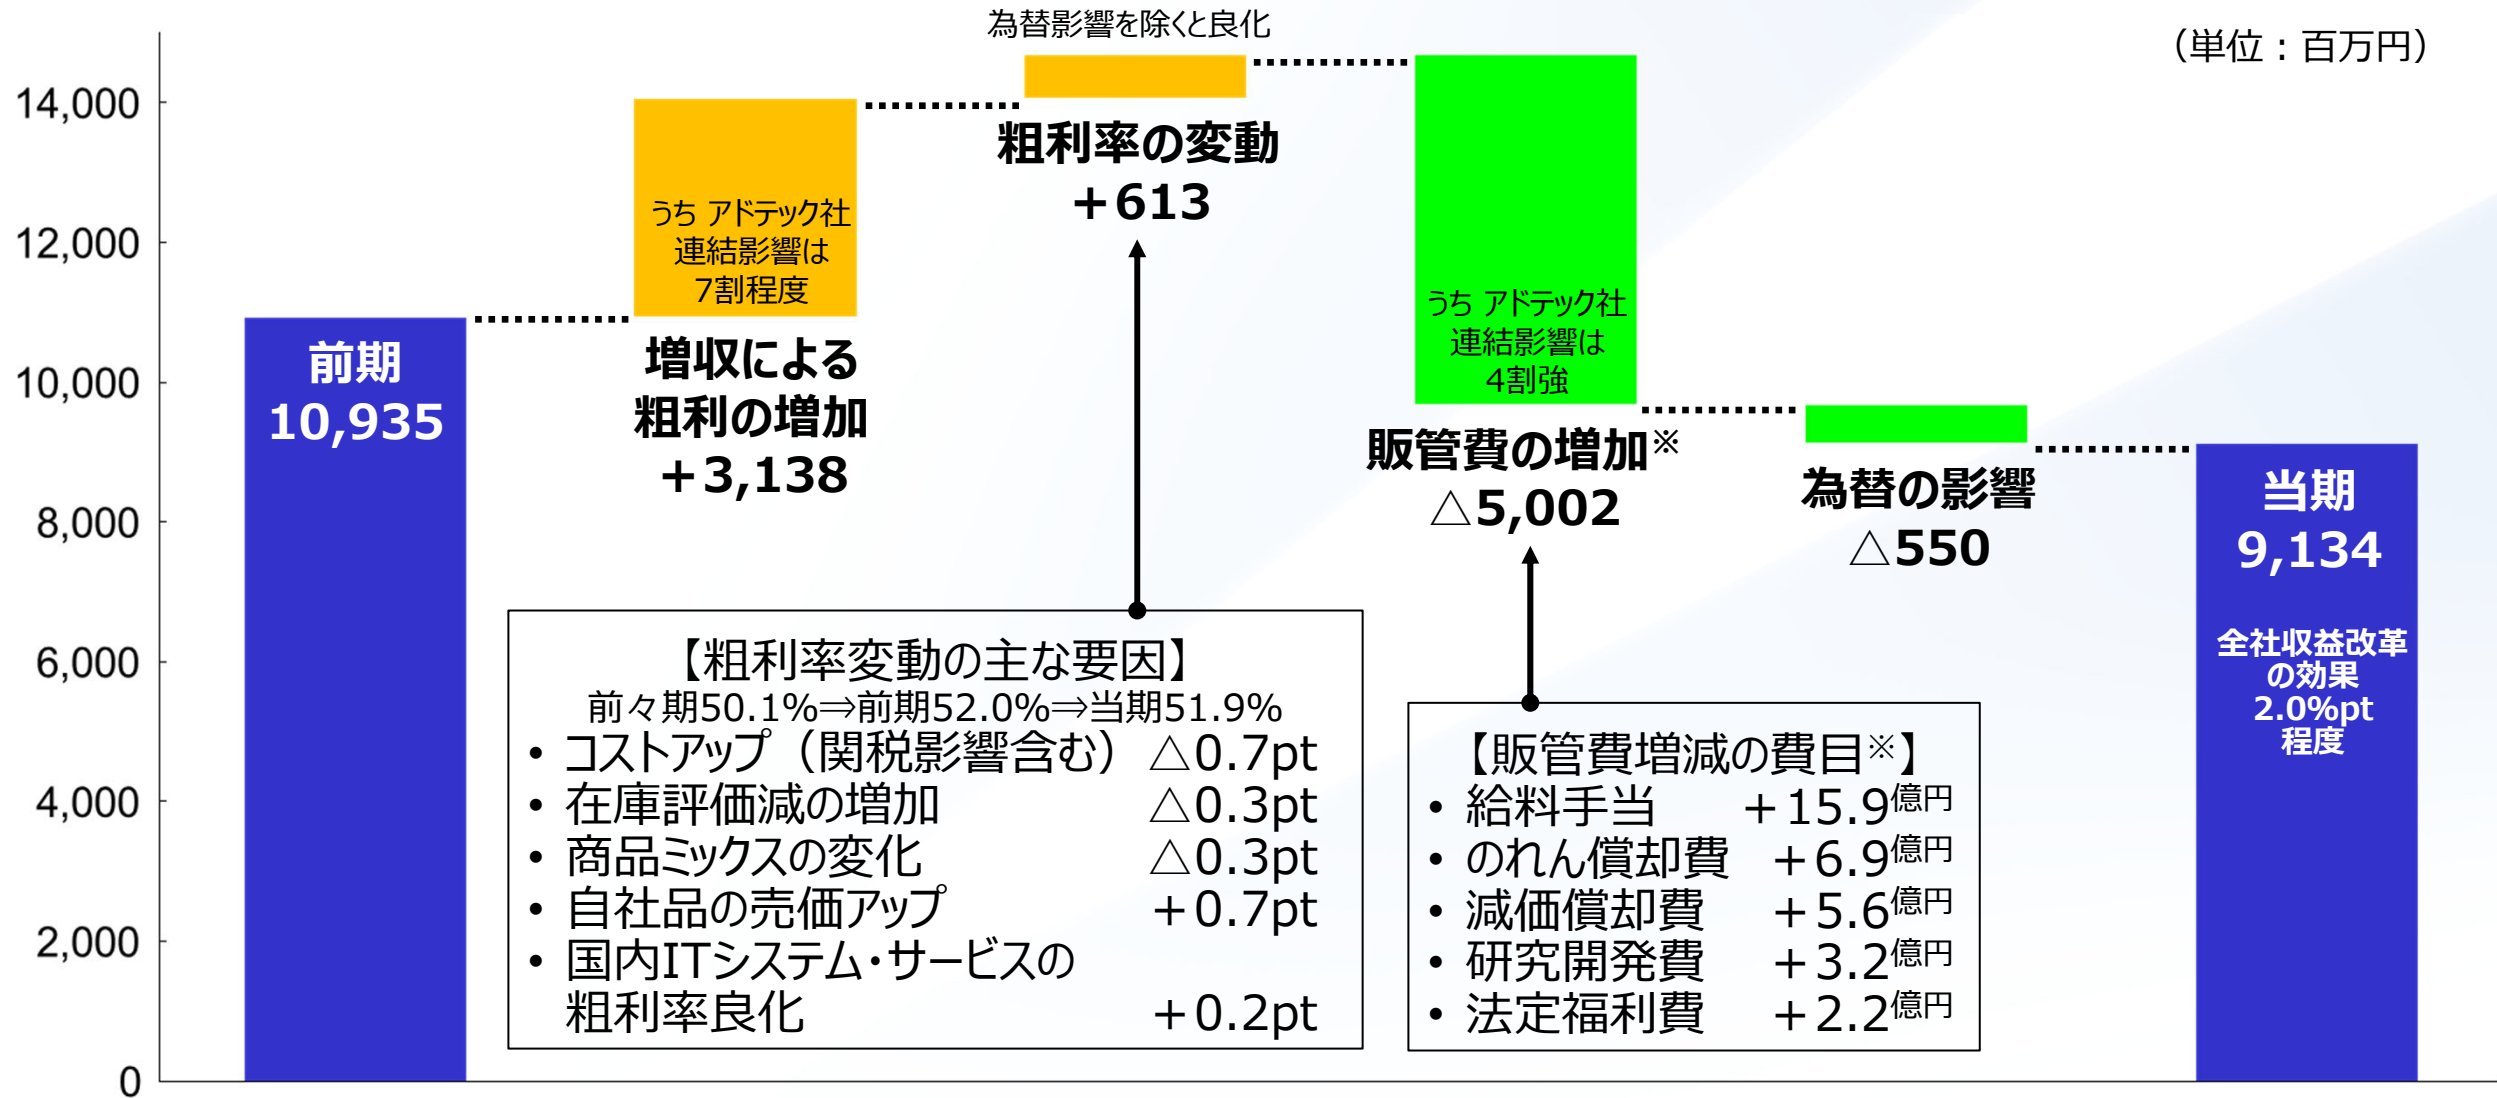 為替影響を除くと良化
（単位：百万円）
14,000
12,000
10,000
8,000
6,000
4,000
2,000
0
前期
10,935
うち アドテック社
連結影響は
7割程度
増収による
粗利の増加
＋3,138
粗利率の変動
＋613
うち アドテック社
連結影響は
4割強
販管費の増加※
△5,002
為替の影響
△550
当期
9,134
全社収益改革
の効果
2.0%pt
程度
【粗利率変動の主な要因】
前々期50.1%⇒前期52.0%⇒当期51.9%
• コストアップ（関税影響含む） △0.7pt
• 在庫評価減の増加 △0.3pt
• 商品ミックスの変化 △0.3pt
• 自社品の売価アップ ＋0.7pt
• 国内ITシステム・サービスの
粗利率良化 ＋0.2pt
【販管費増減の費目※】
• 給料手当 ＋15.9億円
• のれん償却費 ＋6.9億円
• 減価償却費 ＋5.6億円
• 研究開発費 ＋3.2億円
• 法定福利費 ＋2.2億円